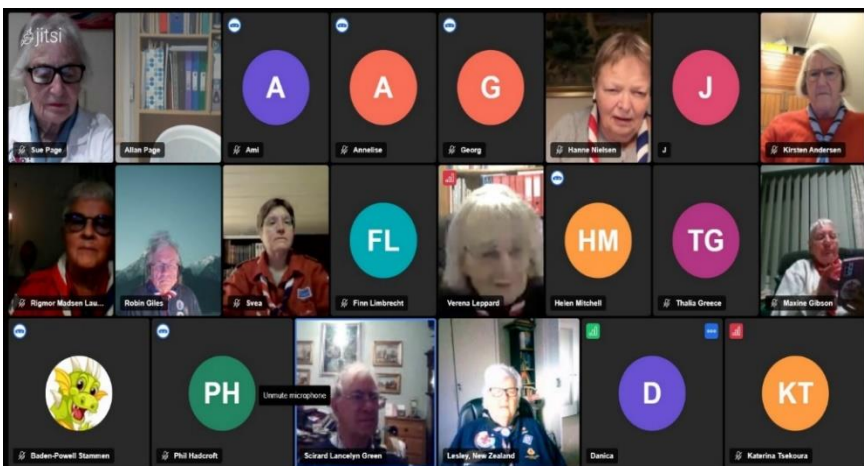 jitsi
Sue Page
Allan Page
A
Ami
A
Annelise
G
Georg
Hanne Nielsen
J
J
Kirsten Andersen
Rigmor Madsen Lau...
Robin Giles
Svea
FL
Finn Limbrecht
Verena Leppard
HM
Helen Mitchell
TG
Thalia Greece
Maxine Gibson
Baden-Powell Stammen
PH
Phil Hadcroft
Unmute microphone
Scirard Lancelyn Green
Lesley, New Zealand
D
Danica
KT
Katerina Tsekoura